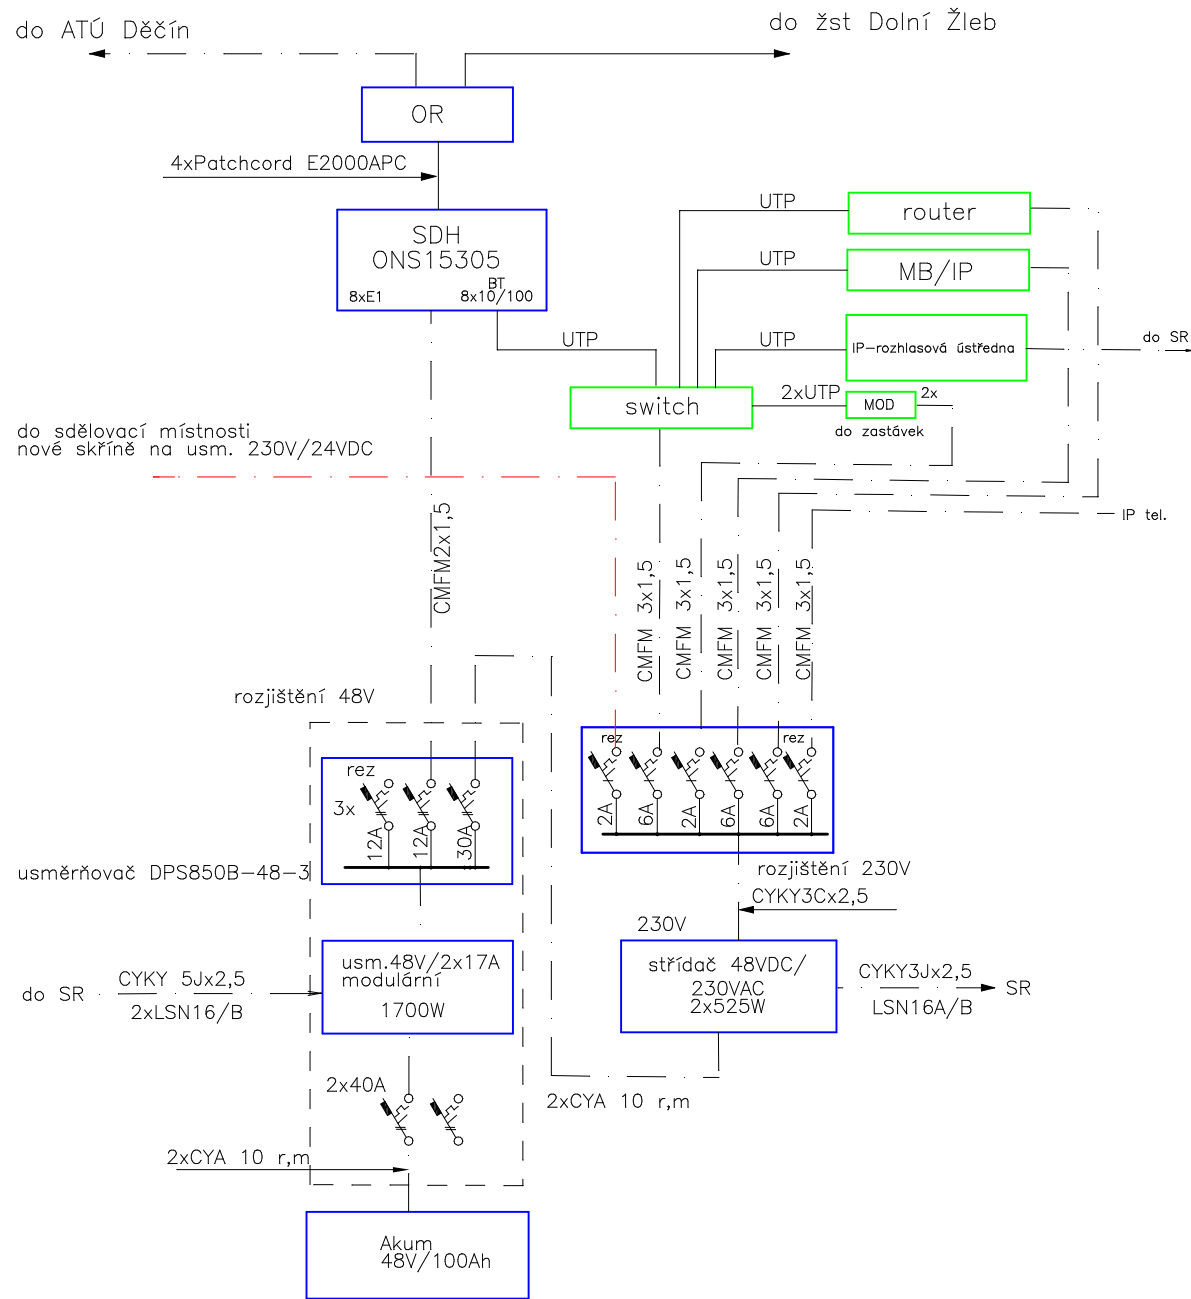 do ATÚ Děčín
do žst Dolní Žleb
OR
4xPatchcord E2000APC
SDH
ONS15305
BT
8xE1
8x10/100
UTP
router
UTP
MB/IP
UTP
IP-rozhlasová ústředna
do SR
UTP
switch
2xUTP
MOD
2x
do zastávek
do sdělovací místnosti
nové skříně na usm. 230V/24VDC
IP tel.
CMFM2x1,5
CMFM 3x1,5
CMFM 3x1,5
CMFM 3x1,5
CMFM 3x1,5
CMFM 3x1,5
rozjištění 48V
rez
3x
12A
12A
30A
rez
rez
2A
6A
2A
6A
6A
2A
usměrňovač DPS850B-48-3
rozjištění 230V
CYKY3Cx2,5
230V
usm.48V/2x17A
modulární
1700W
do SR
CYKY 5Jx2,5
2xLSN16/B
střídač 48VDC/
230VAC
2x525W
CYKY3Jx2,5
LSN16A/B
SR
2x40A
2xCYA 10 r,m
2xCYA 10 r,m
Akum
48V/100Ah